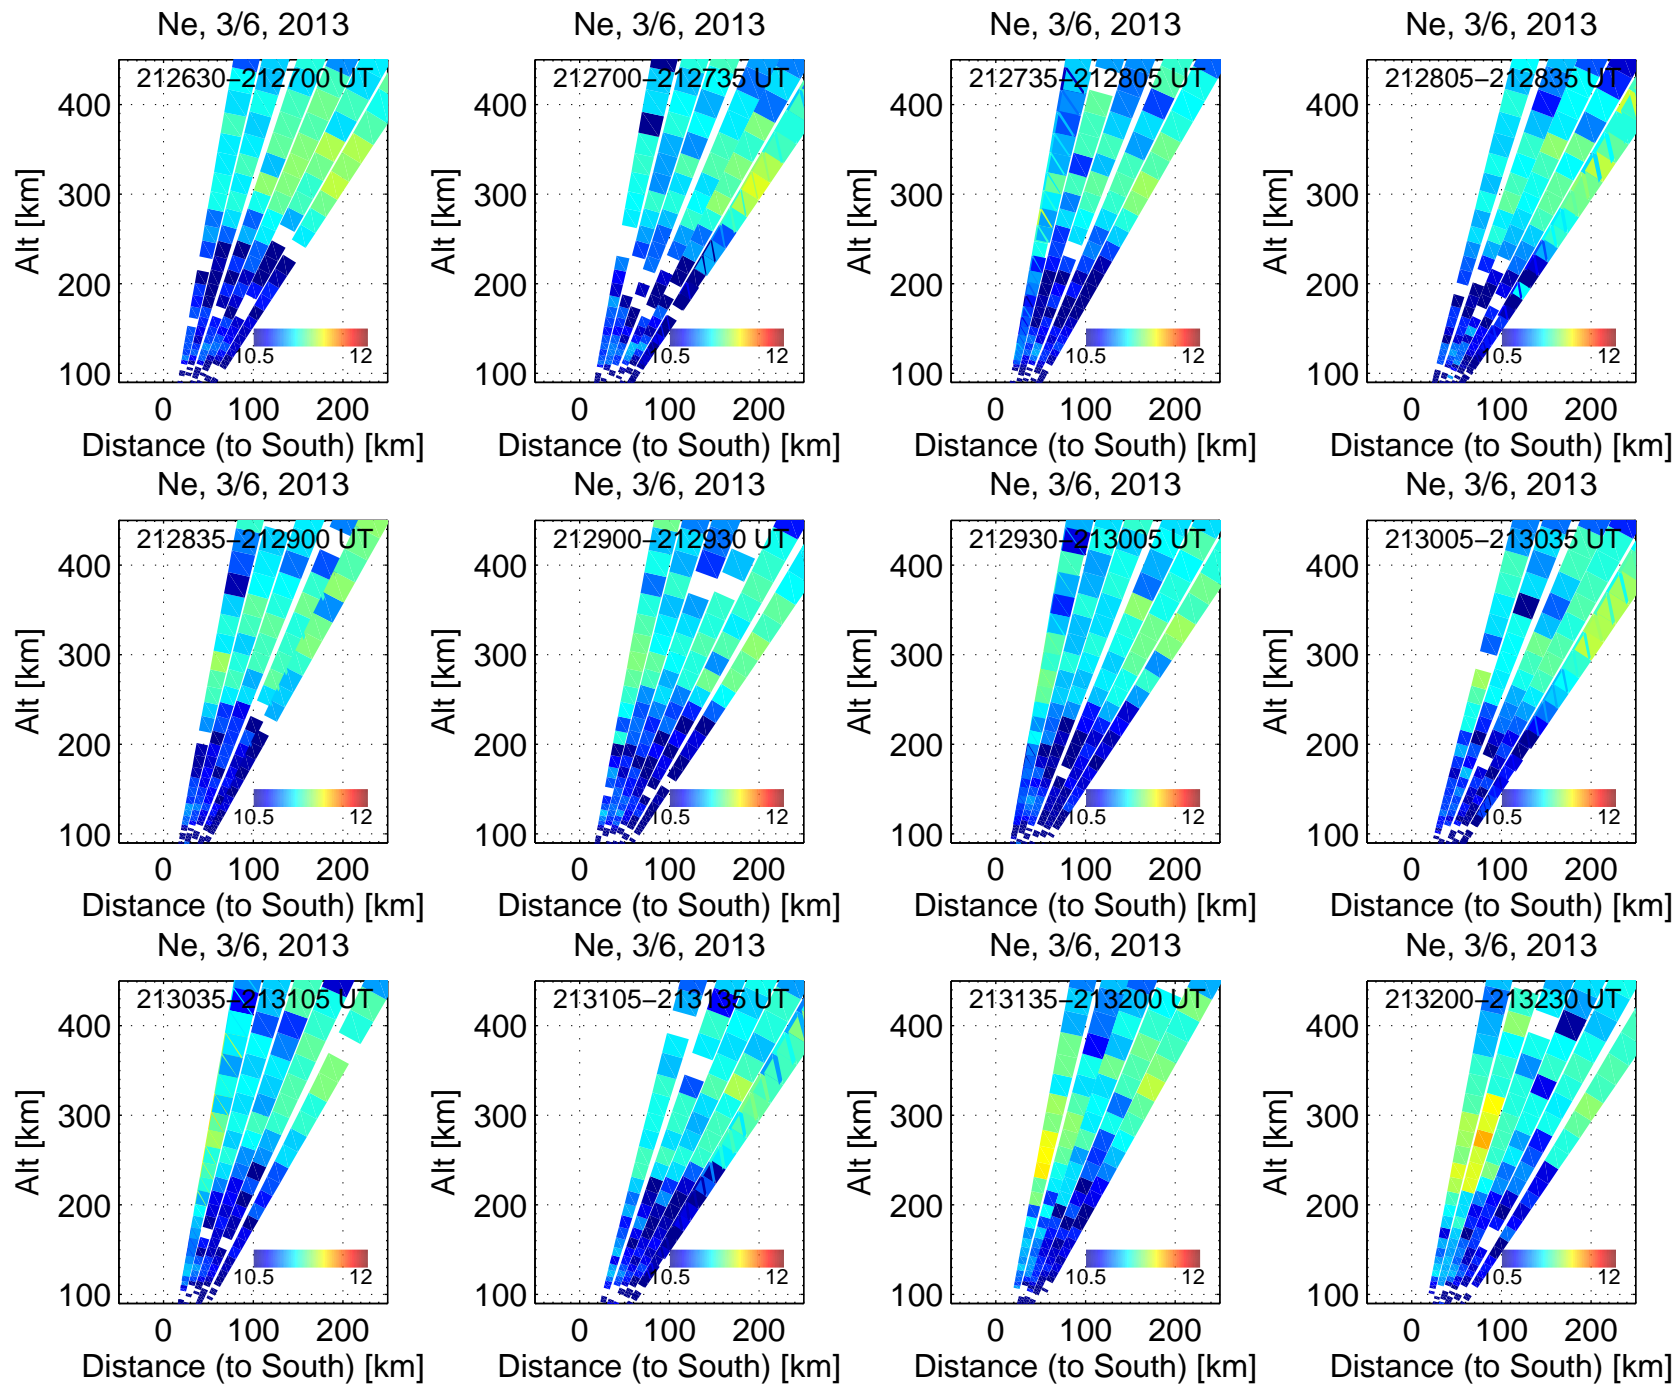 Ne, 3/6, 2013
212630−212700 UT
400
300
200
100
Alt [km]
10.5 12
0 100 200
Distance (to South) [km]
Ne, 3/6, 2013
212700−212735 UT
400
300
200
100
Alt [km]
10.5 12
0 100 200
Distance (to South) [km]
Ne, 3/6, 2013
212735−212805 UT
400
300
200
100
Alt [km]
10.5 12
0 100 200
Distance (to South) [km]
Ne, 3/6, 2013
212805−212835 UT
400
300
200
100
Alt [km]
10.5 12
0 100 200
Distance (to South) [km]
Ne, 3/6, 2013
212835−212900 UT
400
300
200
100
Alt [km]
10.5 12
0 100 200
Distance (to South) [km]
Ne, 3/6, 2013
212900−212930 UT
400
300
200
100
Alt [km]
10.5 12
0 100 200
Distance (to South) [km]
Ne, 3/6, 2013
212930−213005 UT
400
300
200
100
Alt [km]
10.5 12
0 100 200
Distance (to South) [km]
Ne, 3/6, 2013
213005−213035 UT
400
300
200
100
Alt [km]
10.5 12
0 100 200
Distance (to South) [km]
Ne, 3/6, 2013
213035−213105 UT
400
300
200
100
Alt [km]
10.5 12
0 100 200
Distance (to South) [km]
Ne, 3/6, 2013
213105−213135 UT
400
300
200
100
Alt [km]
10.5 12
0 100 200
Distance (to South) [km]
Ne, 3/6, 2013
213135−213200 UT
400
300
200
100
Alt [km]
10.5 12
0 100 200
Distance (to South) [km]
Ne, 3/6, 2013
213200−213230 UT
400
300
200
100
Alt [km]
10.5 12
0 100 200
Distance (to South) [km]